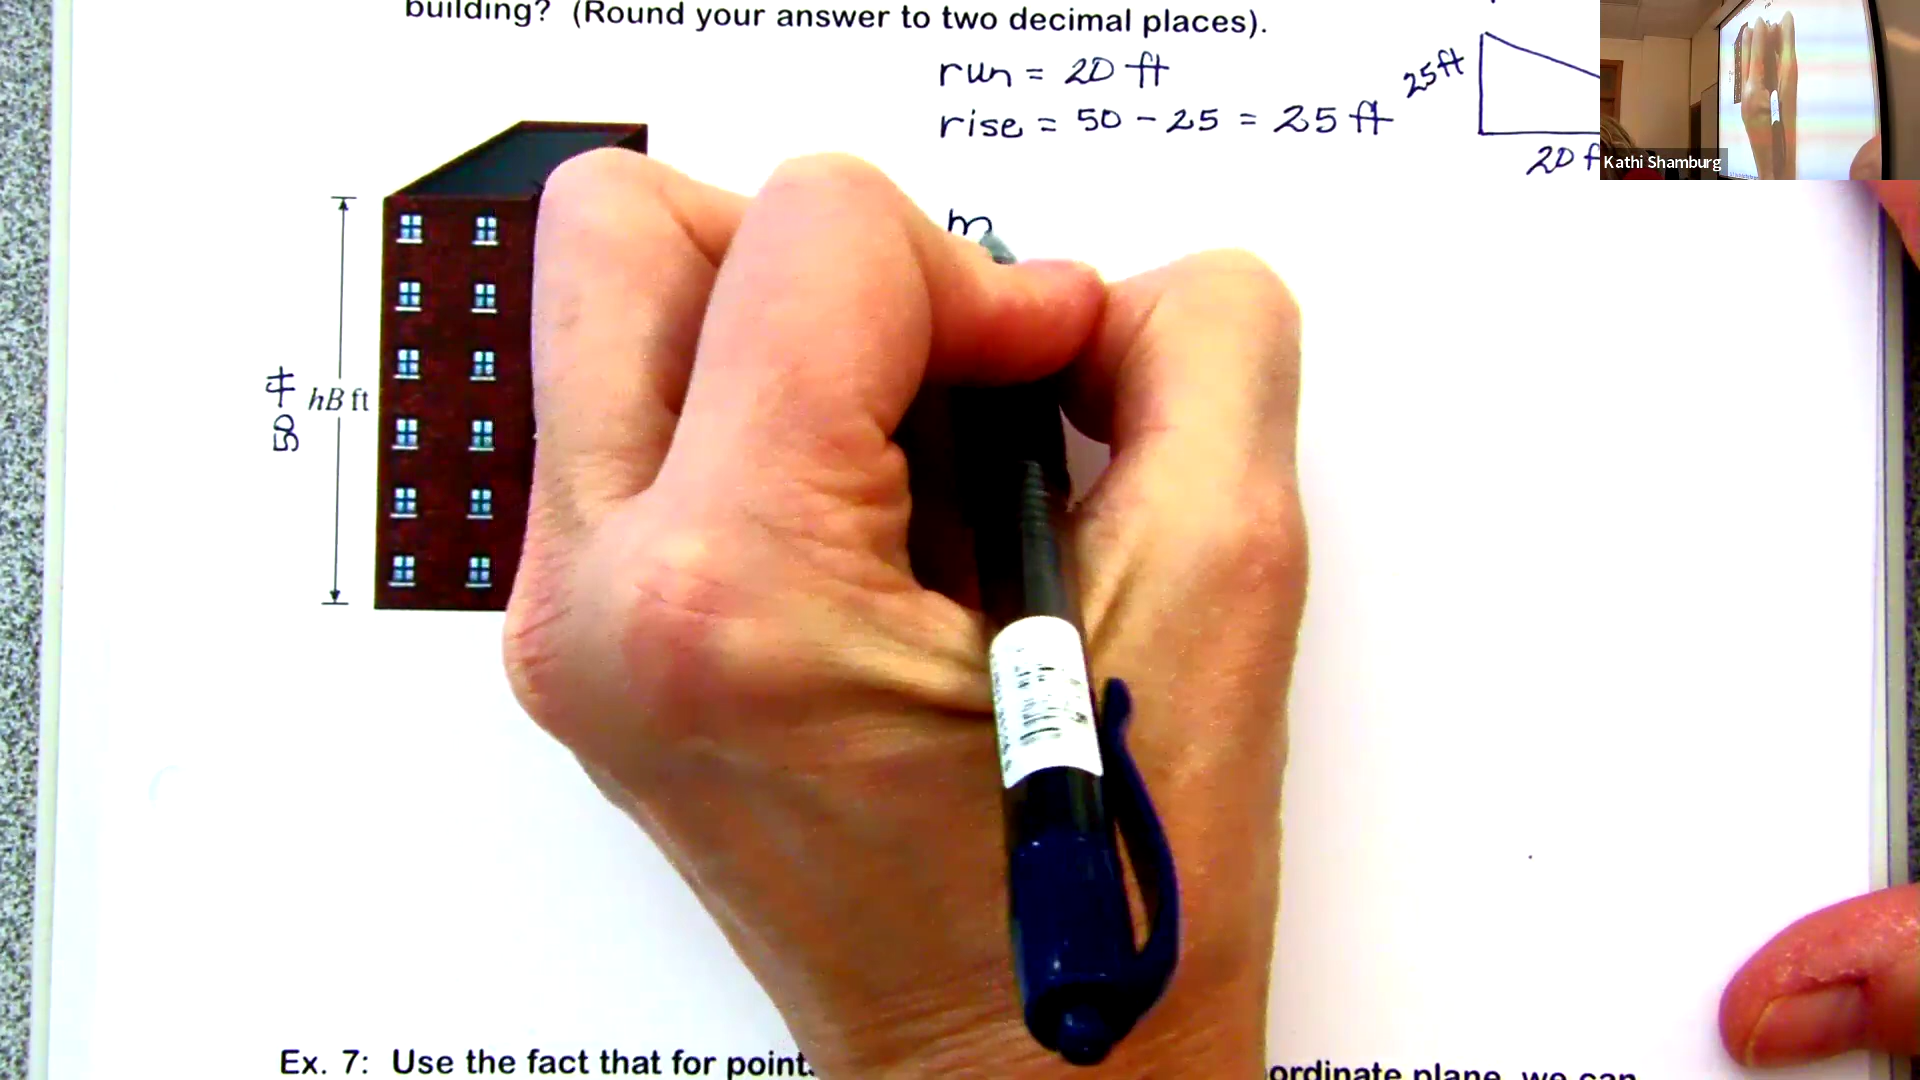 building? (Round your answer to two decimal places).
run = 20 ft
rise = 50 - 25 = 25 ft
25 ft
20 f
Kathi Shamburg
m
50 ft
hB ft
Ex. 7: Use the fact that for point
ordinate plane, we can